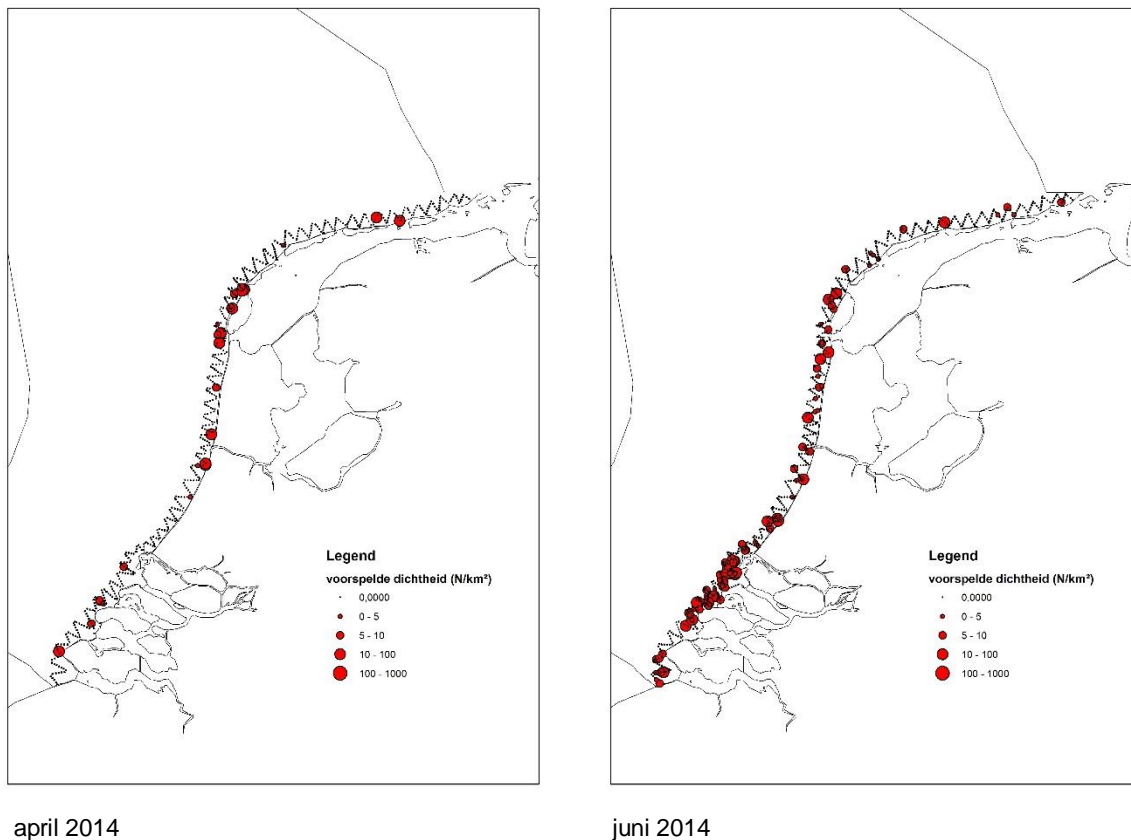 Legend
voorspelde dichtheid (N/km²)
0,0000
0 - 5
5 - 10
10 - 100
100 - 1000
Legend
voorspelde dichtheid (N/km²)
0,0000
0 - 5
5 - 10
10 - 100
100 - 1000
april 2014
juni 2014